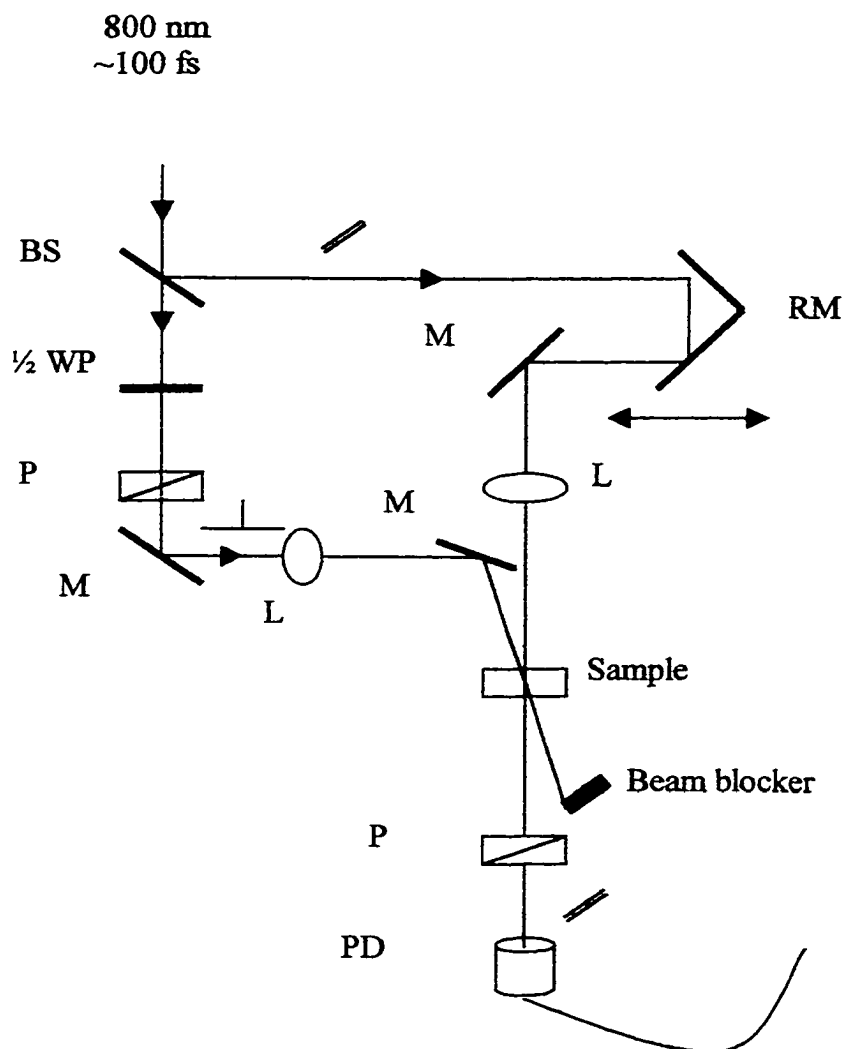 800 nm
~100 fs
BS
RM
M
½ WP
P
L
M
M
L
Sample
Beam blocker
P
PD